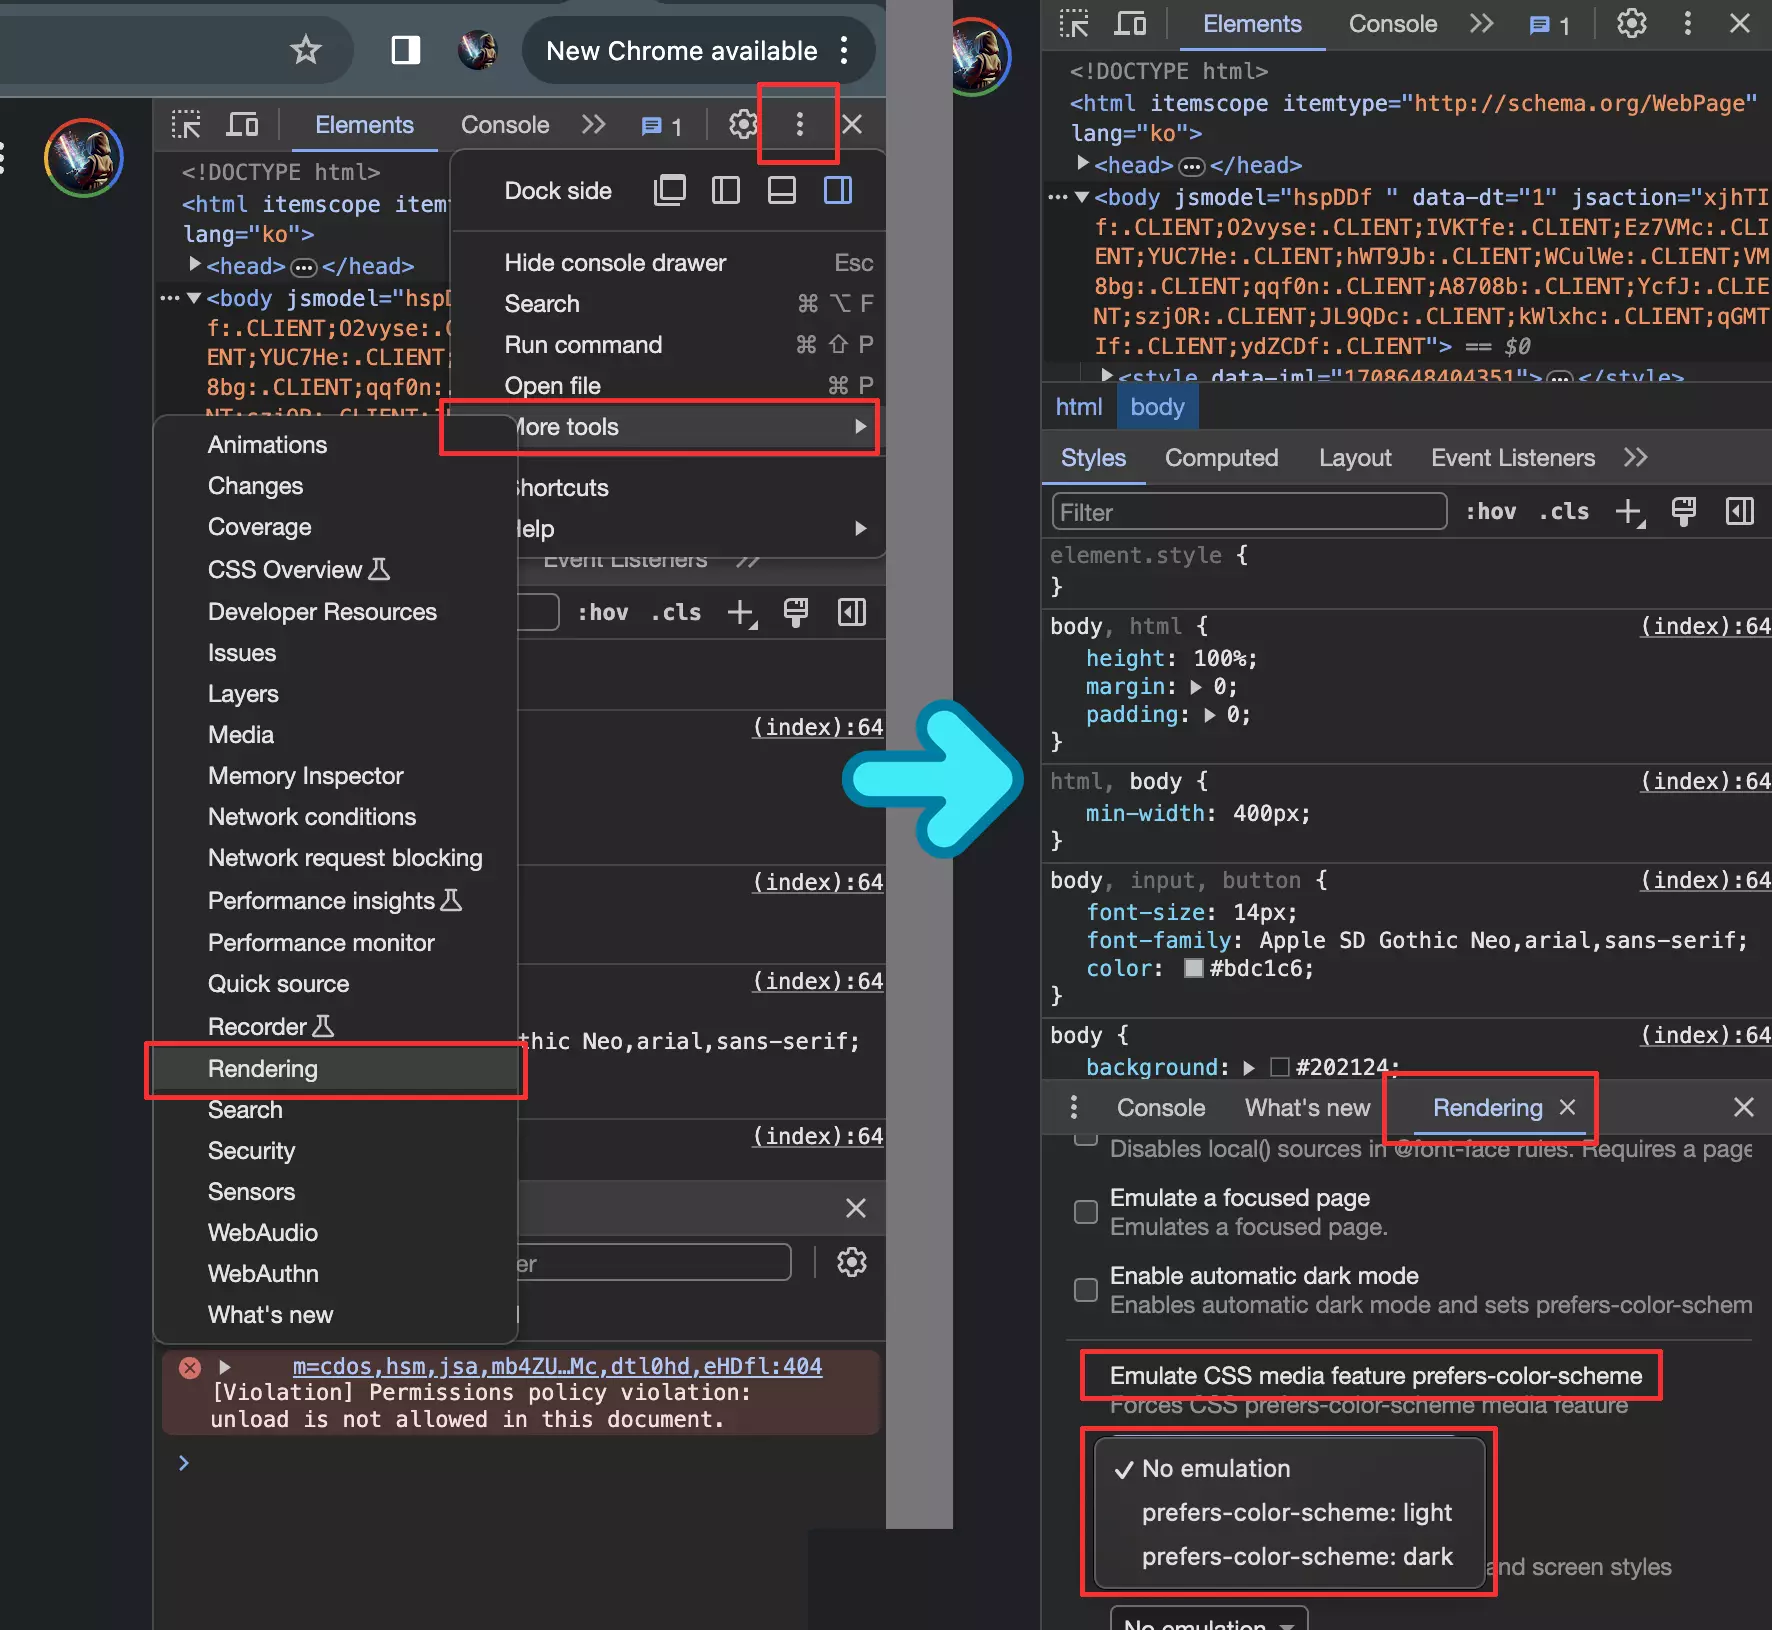 New Chrome available
Elements
Console
1
<!DOCTYPE html>
<html itemscope item
lang="ko">
<head> … </head>
<body jsmodel="hsp
f:.CLIENT;O2vyse:.
ENT;YUC7He:.CLIENT;
8bg:.CLIENT;qqf0n:
Dock side
Hide console drawer Esc
Search ⌘ ⌥ F
Run command ⌘ ⇧ P
Open file ⌘ P
More tools
Shortcuts
Help
Event Listeners
:hov .cls
Animations
Changes
Coverage
CSS Overview
Developer Resources
Issues
Layers
Media
Memory Inspector
Network conditions
Network request blocking
Performance insights
Performance monitor
Quick source
Recorder
Rendering
Search
Security
Sensors
WebAudio
WebAuthn
What's new
(index):64
(index):64
(index):64
thic Neo,arial,sans-serif;
(index):64
er
m=cdos,hsm,jsa,mb4ZU…Mc,dtl0hd,eHDfl:404
[Violation] Permissions policy violation:
unload is not allowed in this document.
Elements
Console
1
<!DOCTYPE html>
<html itemscope itemtype="http://schema.org/WebPage"
lang="ko">
<head> … </head>
<body jsmodel="hspDDf " data-dt="1" jsaction="xjhTI
f:.CLIENT;O2vyse:.CLIENT;IVKTfe:.CLIENT;Ez7VMc:.CLI
ENT;YUC7He:.CLIENT;hWT9Jb:.CLIENT;WCulWe:.CLIENT;VM
8bg:.CLIENT;qqf0n:.CLIENT;A8708b:.CLIENT;YcfJ:.CLIE
NT;szjOR:.CLIENT;JL9QDc:.CLIENT;kWlxhc:.CLIENT;qGMT
If:.CLIENT;ydZCDf:.CLIENT"> == $0
<style data-iml="1708648404351"> … </style>
html body
Styles Computed Layout Event Listeners
Filter :hov .cls
element.style {
}
body, html { (index):64
height: 100%;
margin: 0;
padding: 0;
}
html, body { (index):64
min-width: 400px;
}
body, input, button { (index):64
font-size: 14px;
font-family: Apple SD Gothic Neo,arial,sans-serif;
color: #bdc1c6;
}
body { (index):64
background: #202124;
Console What's new Rendering
Disables local() sources in @font-face rules. Requires a page
Emulate a focused page
Emulates a focused page.
Enable automatic dark mode
Enables automatic dark mode and sets prefers-color-schem
Emulate CSS media feature prefers-color-scheme
Forces CSS prefers-color-scheme media feature
✓ No emulation
prefers-color-scheme: light
prefers-color-scheme: dark
and screen styles
No emulation